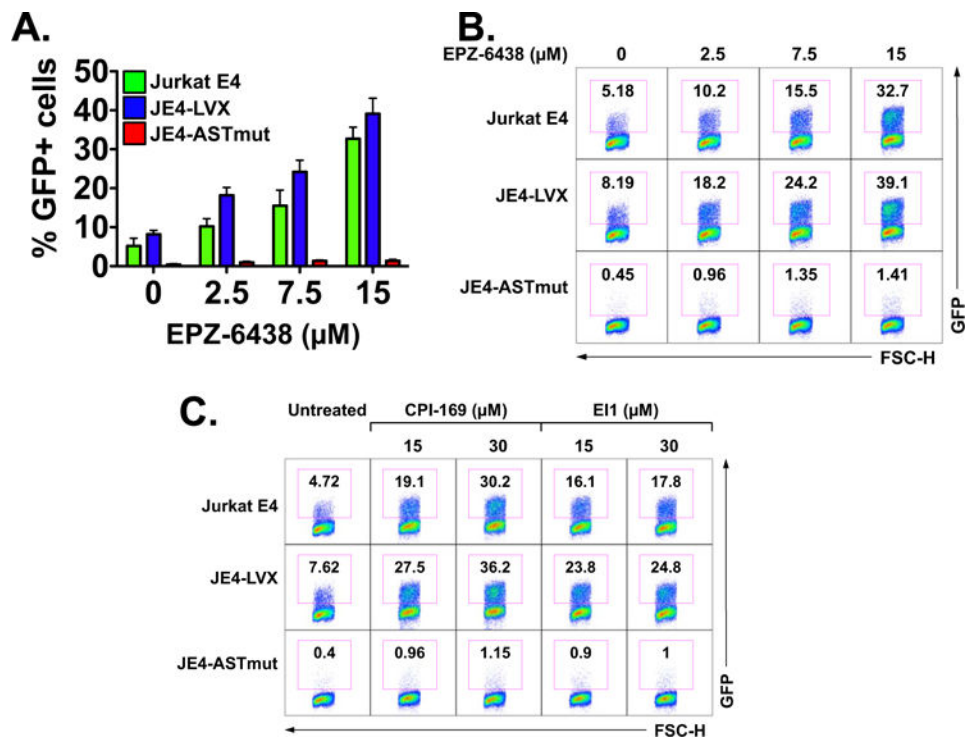 A.
50
40
30
20
10
0
% GFP+ cells
Jurkat E4
JE4-LVX
JE4-ASTmut
0 2.5 7.5 15
EPZ-6438 (µM)
B.
EPZ-6438 (µM) 0 2.5 7.5 15
Jurkat E4 5.18 10.2 15.5 32.7
JE4-LVX 8.19 18.2 24.2 39.1
JE4-ASTmut 0.45 0.96 1.35 1.41
GFP
FSC-H
C.
Untreated CPI-169 (µM) EI1 (µM)
15 30 15 30
Jurkat E4 4.72 19.1 30.2 16.1 17.8
JE4-LVX 7.62 27.5 36.2 23.8 24.8
JE4-ASTmut 0.4 0.96 1.15 0.9 1
GFP
FSC-H